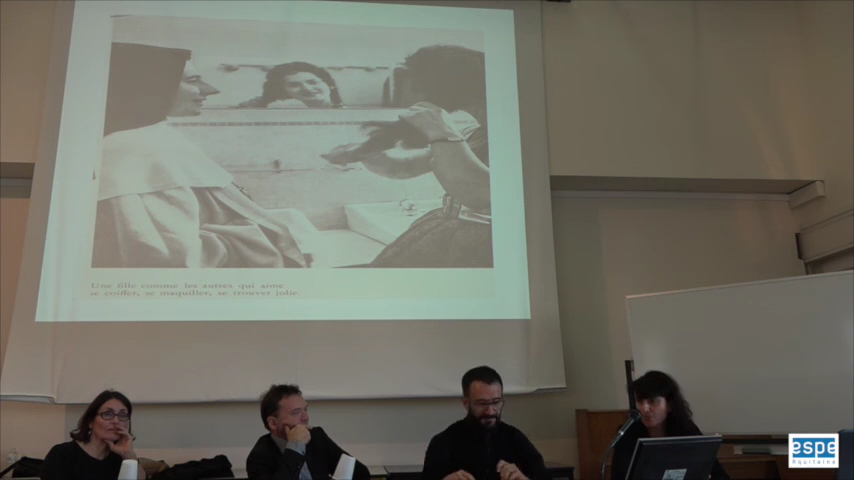 Une fille comme les autres qui aime
se coiffer, se maquiller, se trouver jolie.
espe
Aquitaine